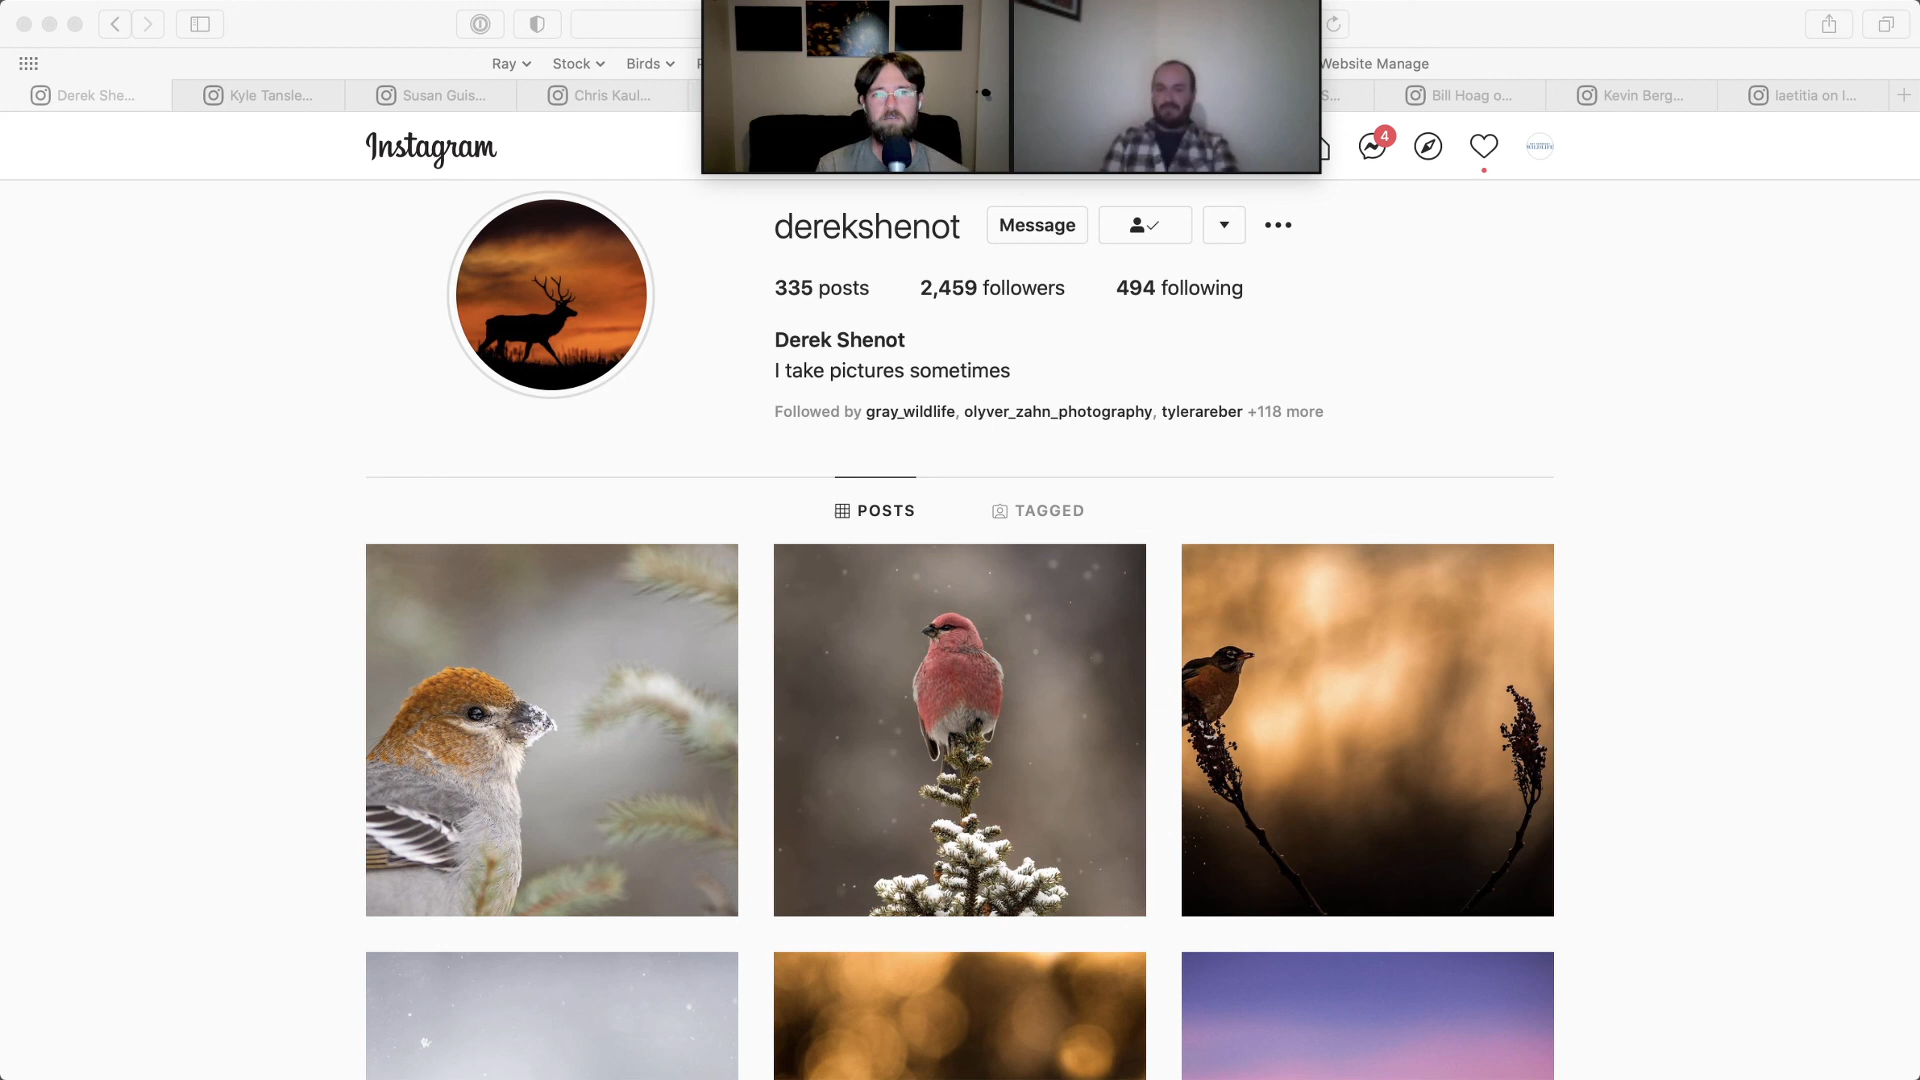 Ray Stock Birds
Website Manage
Derek She... Kyle Tansle... Susan Guis... Chris Kaul... S... Bill Hoag o... Kevin Berg... laetitia on I...
Instagram
4
WILDLIFE
derekshenot Message
335 posts 2,459 followers 494 following
Derek Shenot
I take pictures sometimes
Followed by gray_wildlife, olyver_zahn_photography, tylerareber +118 more
POSTS TAGGED